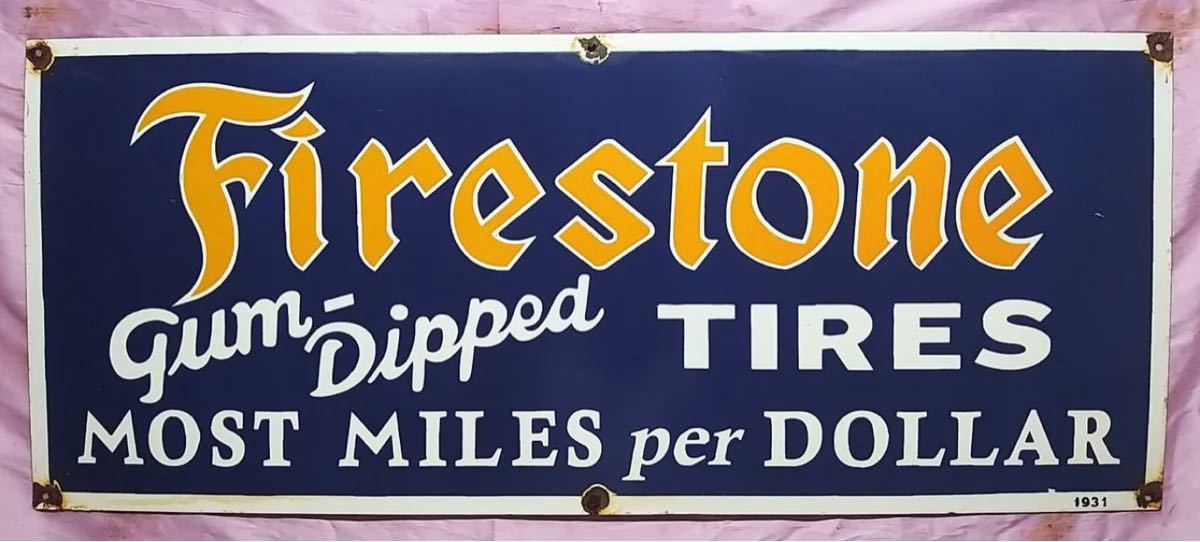 Firestone
Gum-Dipped TIRES
MOST MILES per DOLLAR
1931